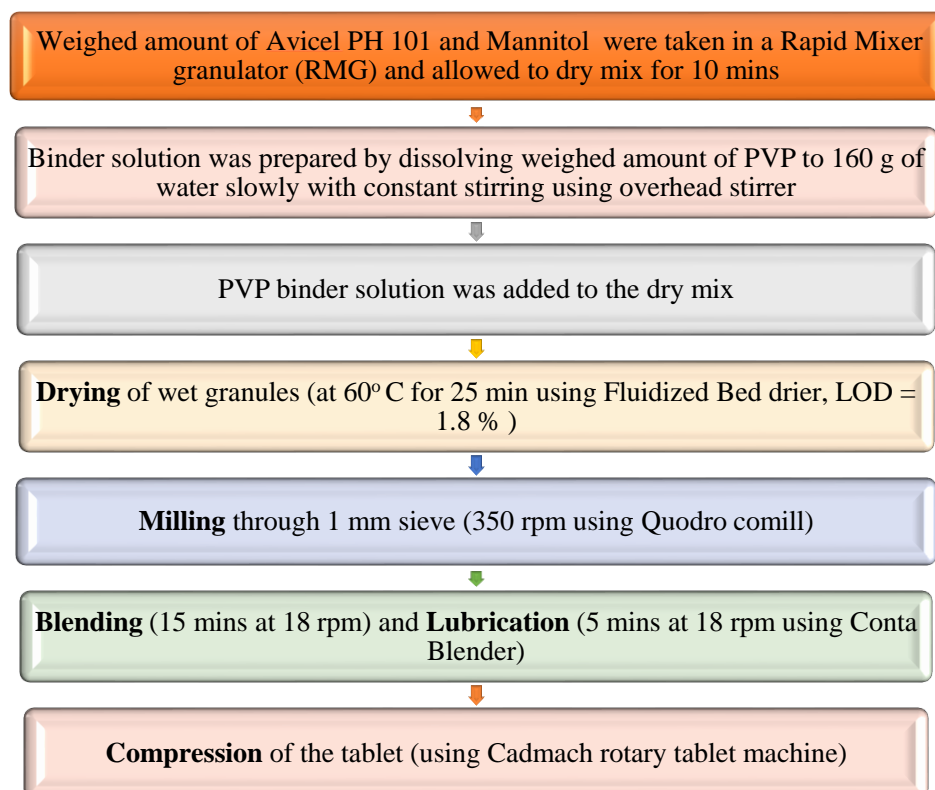 Weighed amount of Avicel PH 101 and Mannitol were taken in a Rapid Mixer
granulator (RMG) and allowed to dry mix for 10 mins
Binder solution was prepared by dissolving weighed amount of PVP to 160 g of
water slowly with constant stirring using overhead stirrer
PVP binder solution was added to the dry mix
Drying of wet granules (at 60° C for 25 min using Fluidized Bed drier, LOD =
1.8 % )
Milling through 1 mm sieve (350 rpm using Quodro comill)
Blending (15 mins at 18 rpm) and Lubrication (5 mins at 18 rpm using Conta
Blender)
Compression of the tablet (using Cadmach rotary tablet machine)